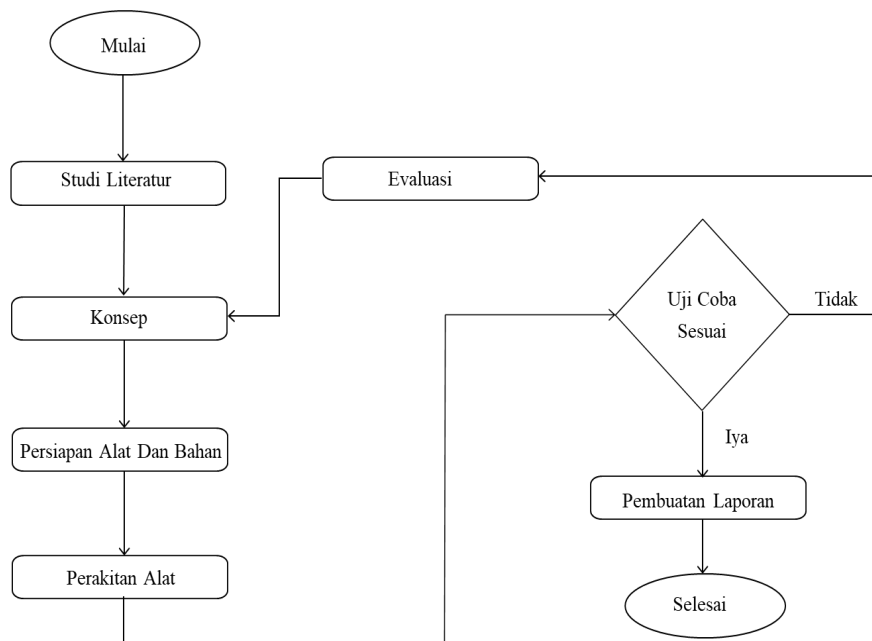 Mulai
Studi Literatur
Evaluasi
Konsep
Uji Coba
Sesuai
Tidak
Persiapan Alat Dan Bahan
Iya
Pembuatan Laporan
Perakitan Alat
Selesai